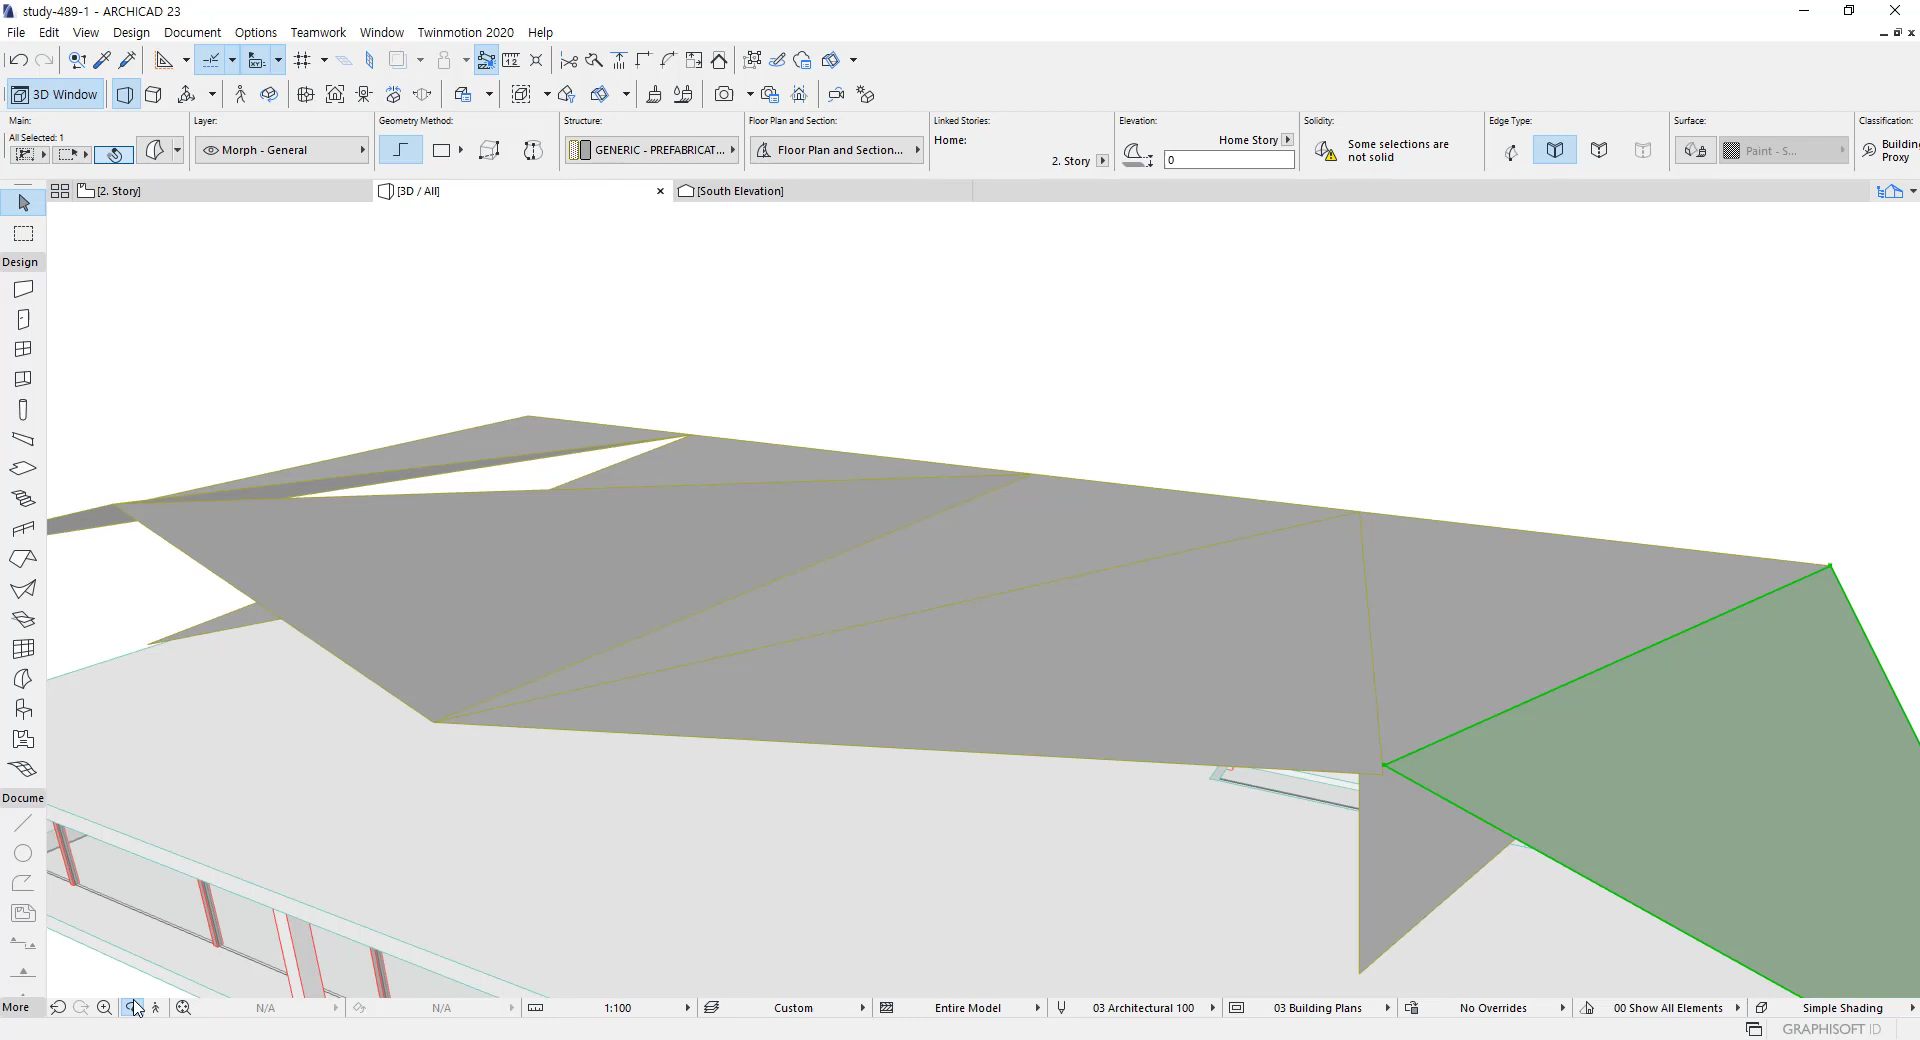 study-489-1 - ARCHICAD 23
File Edit View Design Document Options Teamwork Window Twinmotion 2020 Help
3D Window
Main: Layer: Geometry Method: Structure: Floor Plan and Section: Linked Stories: Elevation: Solidity: Edge Type: Surface: Classification:
All Selected: 1
Home: Home Story
Some selections are
not solid
Building
Proxy
Morph - General
GENERIC - PREFABRICAT...
Floor Plan and Section...
2. Story
0
Paint - S...
[2. Story] [3D / All] [South Elevation]
Design
Docume
More N/A N/A 1:100 Custom Entire Model 03 Architectural 100 03 Building Plans No Overrides 00 Show All Elements Simple Shading
GRAPHISOFT ID